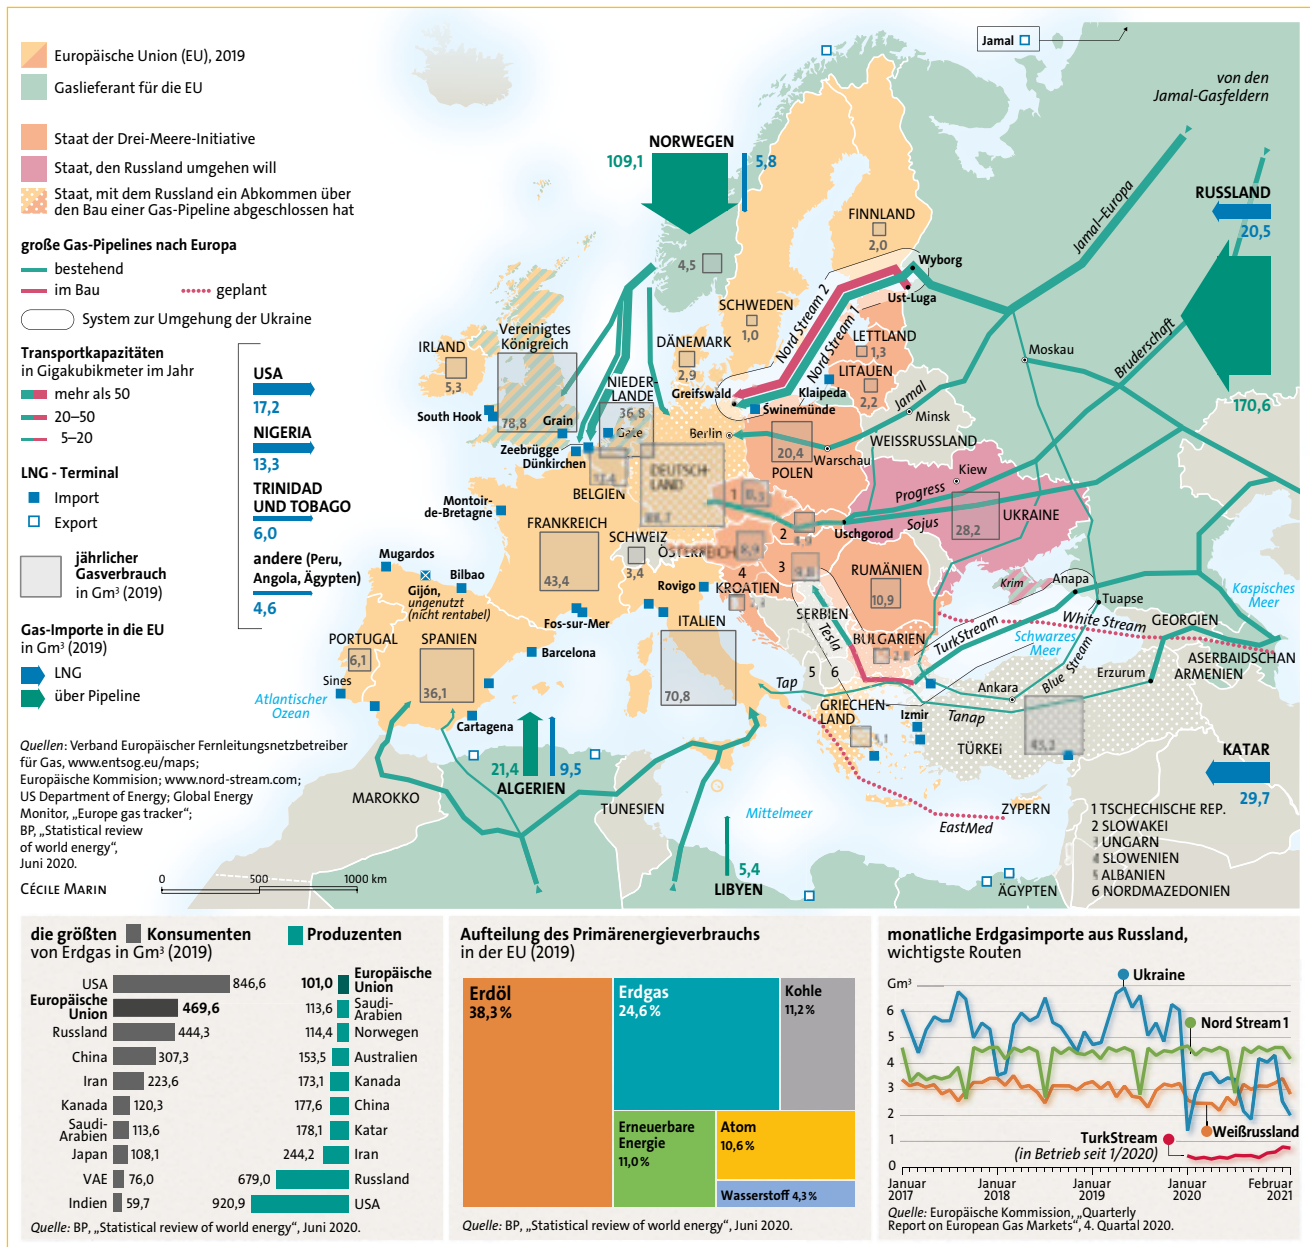 Europäische Union (EU), 2019
Gaslieferant für die EU
Staat der Drei-Meere-Initiative
Staat, den Russland umgehen will
Staat, mit dem Russland ein Abkommen über
den Bau einer Gas-Pipeline abgeschlossen hat
große Gas-Pipelines nach Europa
bestehend
im Bau
geplant
System zur Umgehung der Ukraine
Transportkapazitäten
in Gigakubikmeter im Jahr
mehr als 50
20–50
5–20
LNG - Terminal
Import
Export
jährlicher
Gasverbrauch
in Gm³ (2019)
Gas-Importe in die EU
in Gm³ (2019)
LNG
über Pipeline
USA
17,2
NIGERIA
13,3
TRINIDAD
UND TOBAGO
6,0
andere (Peru,
Angola, Ägypten)
4,6
Jamal
von den
Jamal-Gasfeldern
NORWEGEN
109,1
5,8
4,5
RUSSLAND
20,5
170,6
Jamal–Europa
Bruderschaft
FINNLAND
2,0
Wyborg
Ust-Luga
SCHWEDEN
1,0
Nord Stream 2
Nord Stream 1
LETTLAND
1,3
LITAUEN
2,2
Klaipeda
Moskau
Vereinigtes
Königreich
78,8
IRLAND
5,3
South Hook
Grain
DÄNEMARK
2,9
NIEDER-
LANDE
36,8
Gate
Greifswald
Świnemünde
Berlin
Jamal
Minsk
WEISSRUSSLAND
Warschau
20,4
POLEN
Zeebrügge
Dünkirchen
BELGIEN
DEUTSCH-
LAND
Kiew
Progress
Sojus
UKRAINE
28,2
Uschgorod
Montoir-
de-Bretagne
FRANKREICH
43,4
SCHWEIZ
3,4
ÖSTERREICH
1
2
3
4
RUMÄNIEN
10,9
KROATIEN
Rovigo
Mugardos
Bilbao
Gijón,
ungenutzt
(nicht rentabel)
Fos-sur-Mer
ITALIEN
70,8
SERBIEN
Tesla
BULGARIEN
Krim
Anapa
Tuapse
TurkStream
White Stream
Schwarzes
Meer
Blue Stream
GEORGIEN
Kaspisches
Meer
ASERBAIDSCHAN
ARMENIEN
Erzurum
PORTUGAL
6,1
SPANIEN
36,1
Barcelona
Sines
Cartagena
Atlantischer
Ozean
5
6
Tap
GRIECHEN-
LAND
Ankara
Tanap
Izmir
TÜRKEi
KATAR
29,7
21,4
9,5
ALGERIEN
MAROKKO
TUNESIEN
Mittelmeer
5,4
LIBYEN
EastMed
ZYPERN
ÄGYPTEN
1 TSCHECHISCHE REP.
2 SLOWAKEI
UNGARN
SLOWENIEN
ALBANIEN
6 NORDMAZEDONIEN
Quellen: Verband Europäischer Fernleitungsnetzbetreiber
für Gas, www.entsog.eu/maps;
Europäische Kommision; www.nord-stream.com;
US Department of Energy; Global Energy
Monitor, „Europe gas tracker“;
BP, „Statistical review
of world energy“,
Juni 2020.
CÉCILE MARIN
0 500 1000 km
die größten Konsumenten Produzenten
von Erdgas in Gm³ (2019)
USA 846,6
Europäische
Union 469,6
Russland 444,3
China 307,3
Iran 223,6
Kanada 120,3
Saudi-
Arabien 113,6
Japan 108,1
VAE 76,0
Indien 59,7
101,0 Europäische
Union
113,6 Saudi-
Arabien
114,4 Norwegen
153,5 Australien
173,1 Kanada
177,6 China
178,1 Katar
244,2 Iran
679,0 Russland
920,9 USA
Quelle: BP, „Statistical review of world energy“, Juni 2020.
Aufteilung des Primärenergieverbrauchs
in der EU (2019)
Erdöl
38,3 %
Erdgas
24,6 %
Kohle
11,2 %
Erneuerbare
Energie
11,0 %
Atom
10,6 %
Wasserstoff 4,3 %
Quelle: BP, „Statistical review of world energy“, Juni 2020.
monatliche Erdgasimporte aus Russland,
wichtigste Routen
Gm³
6
5
4
3
2
1
0
Ukraine
Nord Stream 1
Weißrussland
TurkStream
(in Betrieb seit 1/2020)
Januar
2017
Januar
2018
Januar
2019
Januar
2020
Februar
2021
Quelle: Europäische Kommission, „Quarterly
Report on European Gas Markets“, 4. Quartal 2020.